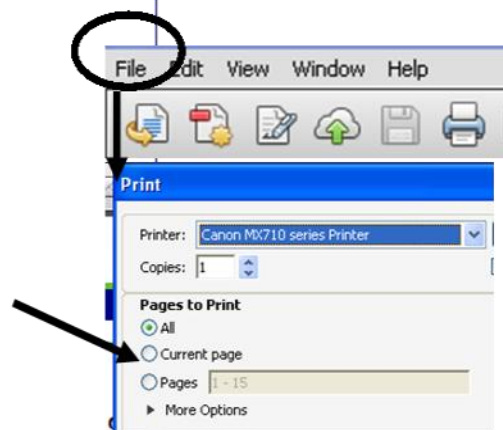 File Edit View Window Help
Print
Printer: Canon MX710 series Printer
Copies: 1
Pages to Print
All
Current page
Pages 1 - 15
More Options